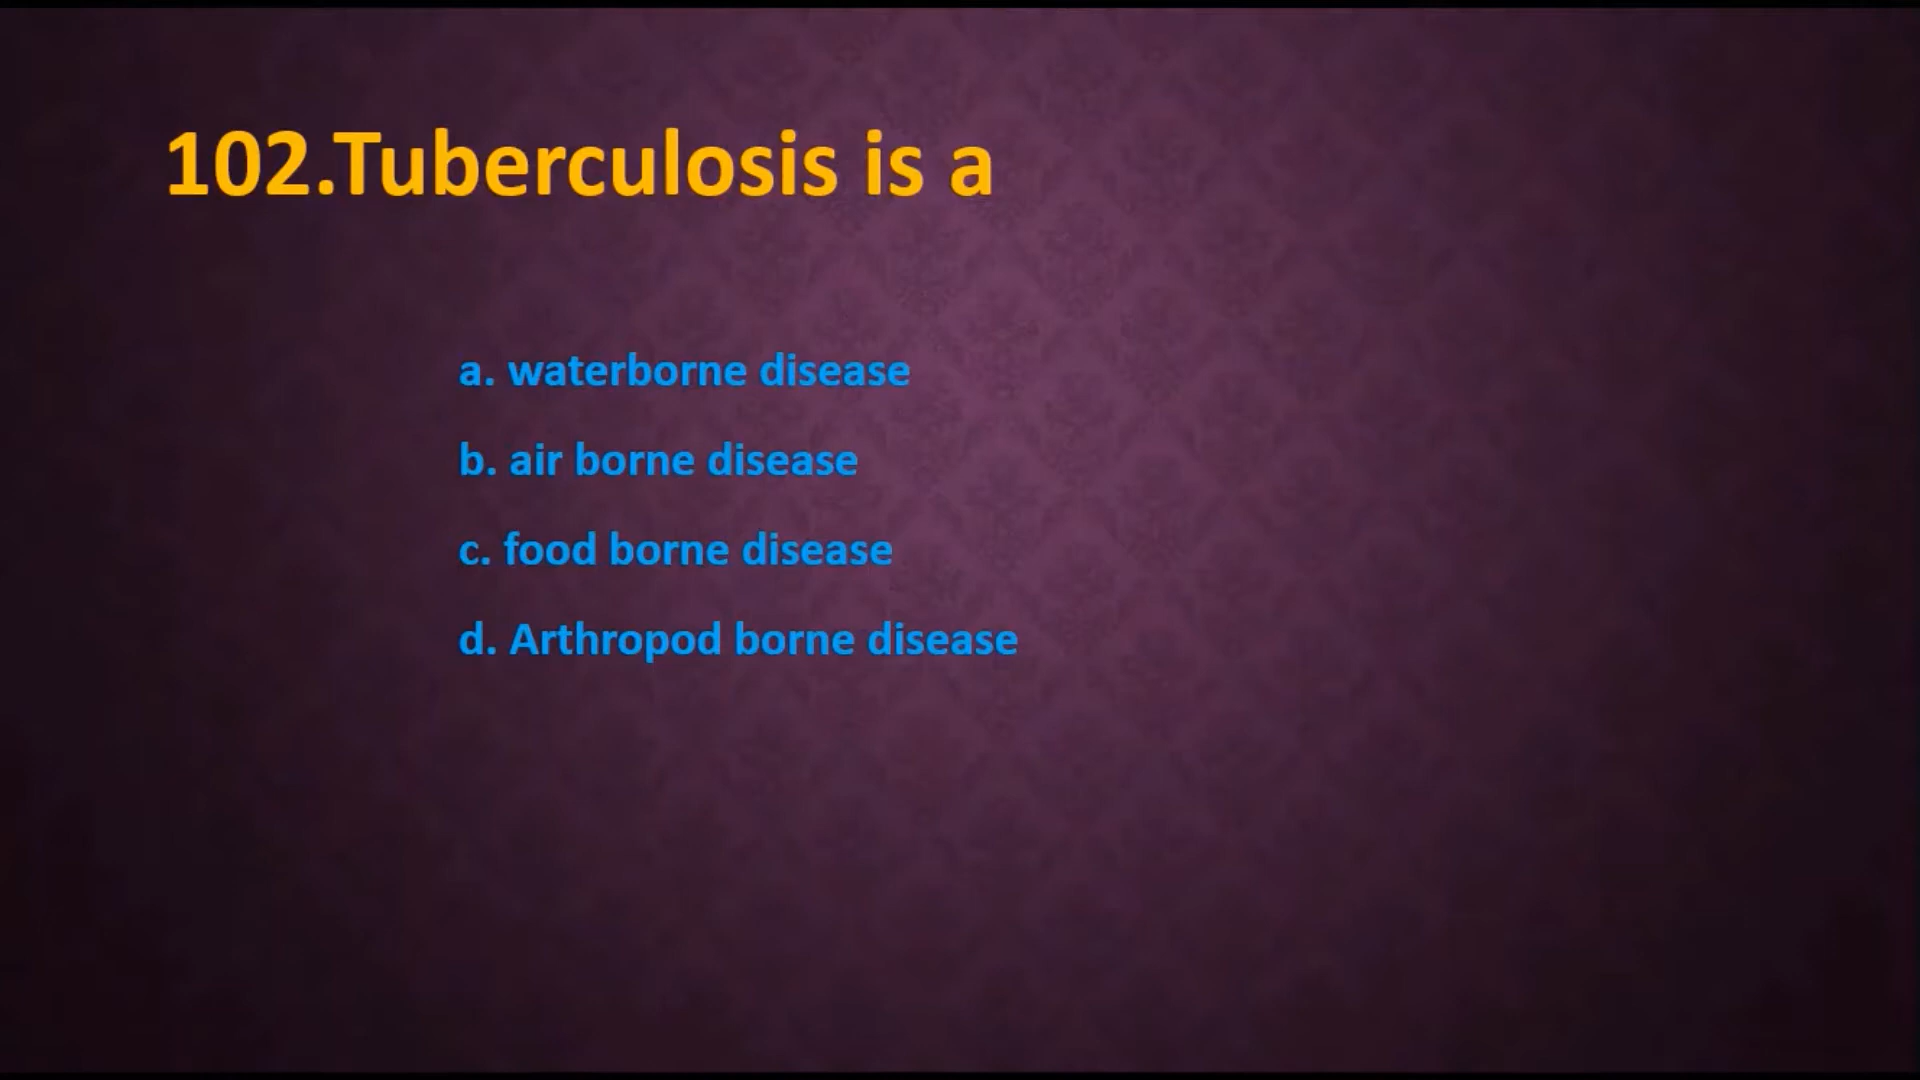 102.Tuberculosis is a
a. waterborne disease
b. air borne disease
c. food borne disease
d. Arthropod borne disease